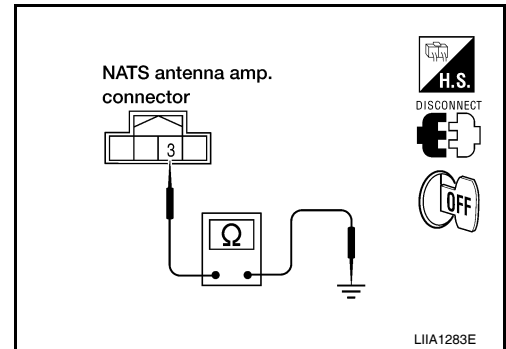 NATS antenna amp.
connector
3
Ω
H.S.
DISCONNECT
OFF
LIIA1283E